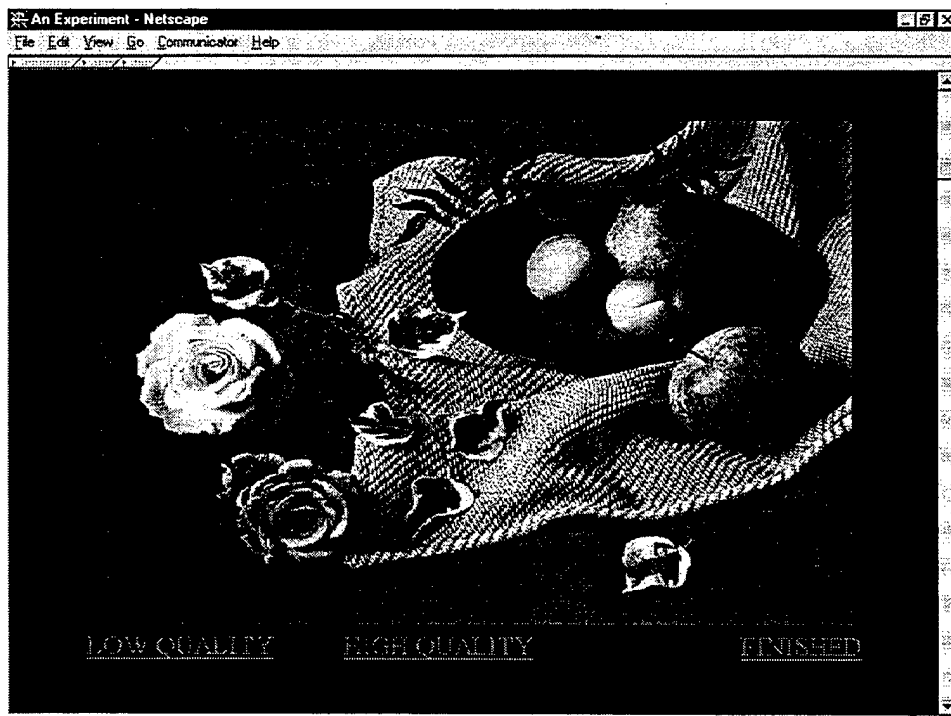 An Experiment - Netscape
File Edit View Go Communicator Help
LOW QUALITY HIGH QUALITY FINISHED